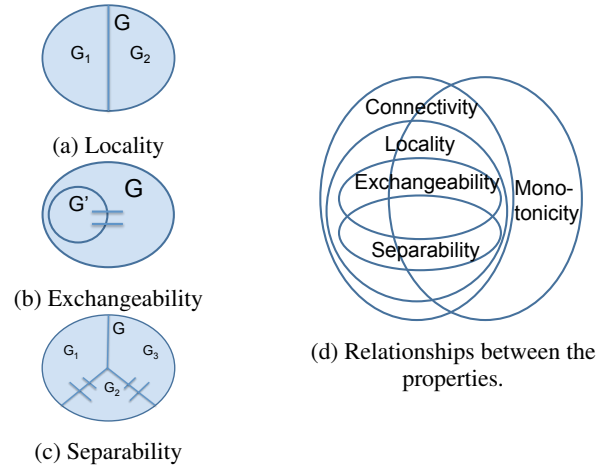 G
G₁ G₂
(a) Locality
G
G’
(b) Exchangeability
G
G₁ G₃
G₂
(c) Separability
Connectivity
Locality
Exchangeability
Mono-
tonicity
Separability
(d) Relationships between the
properties.